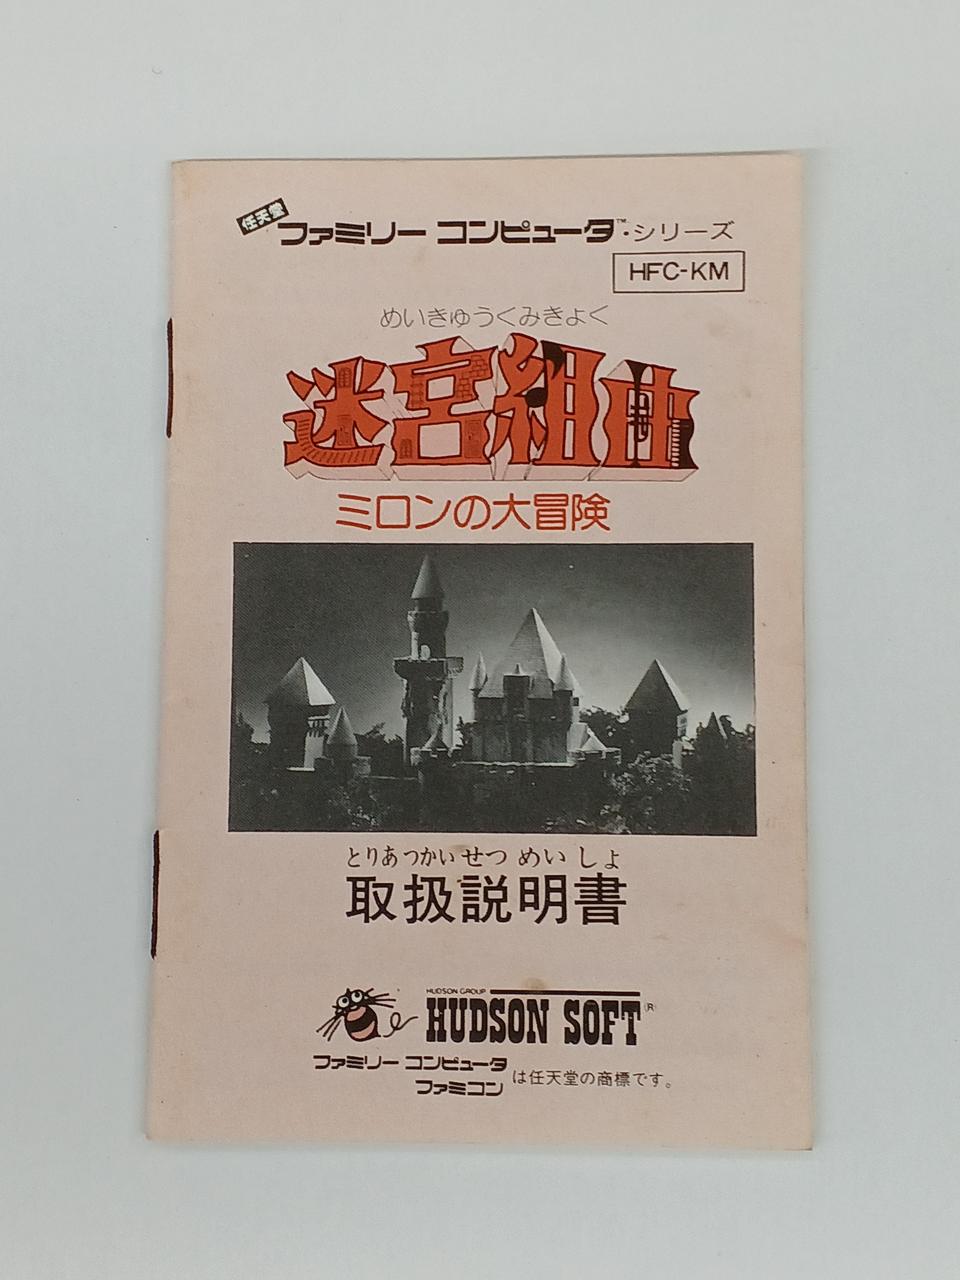 任天堂
ファミリー コンピュータ™・シリーズ
HFC-KM
めいきゅうくみきょく
迷宮組曲
ミロンの大冒険
とりあつかいせつ めい しょ
取扱説明書
HUDSON GROUP
HUDSON SOFT(R)
ファミリー コンピュータ
ファミコン
は任天堂の商標です。